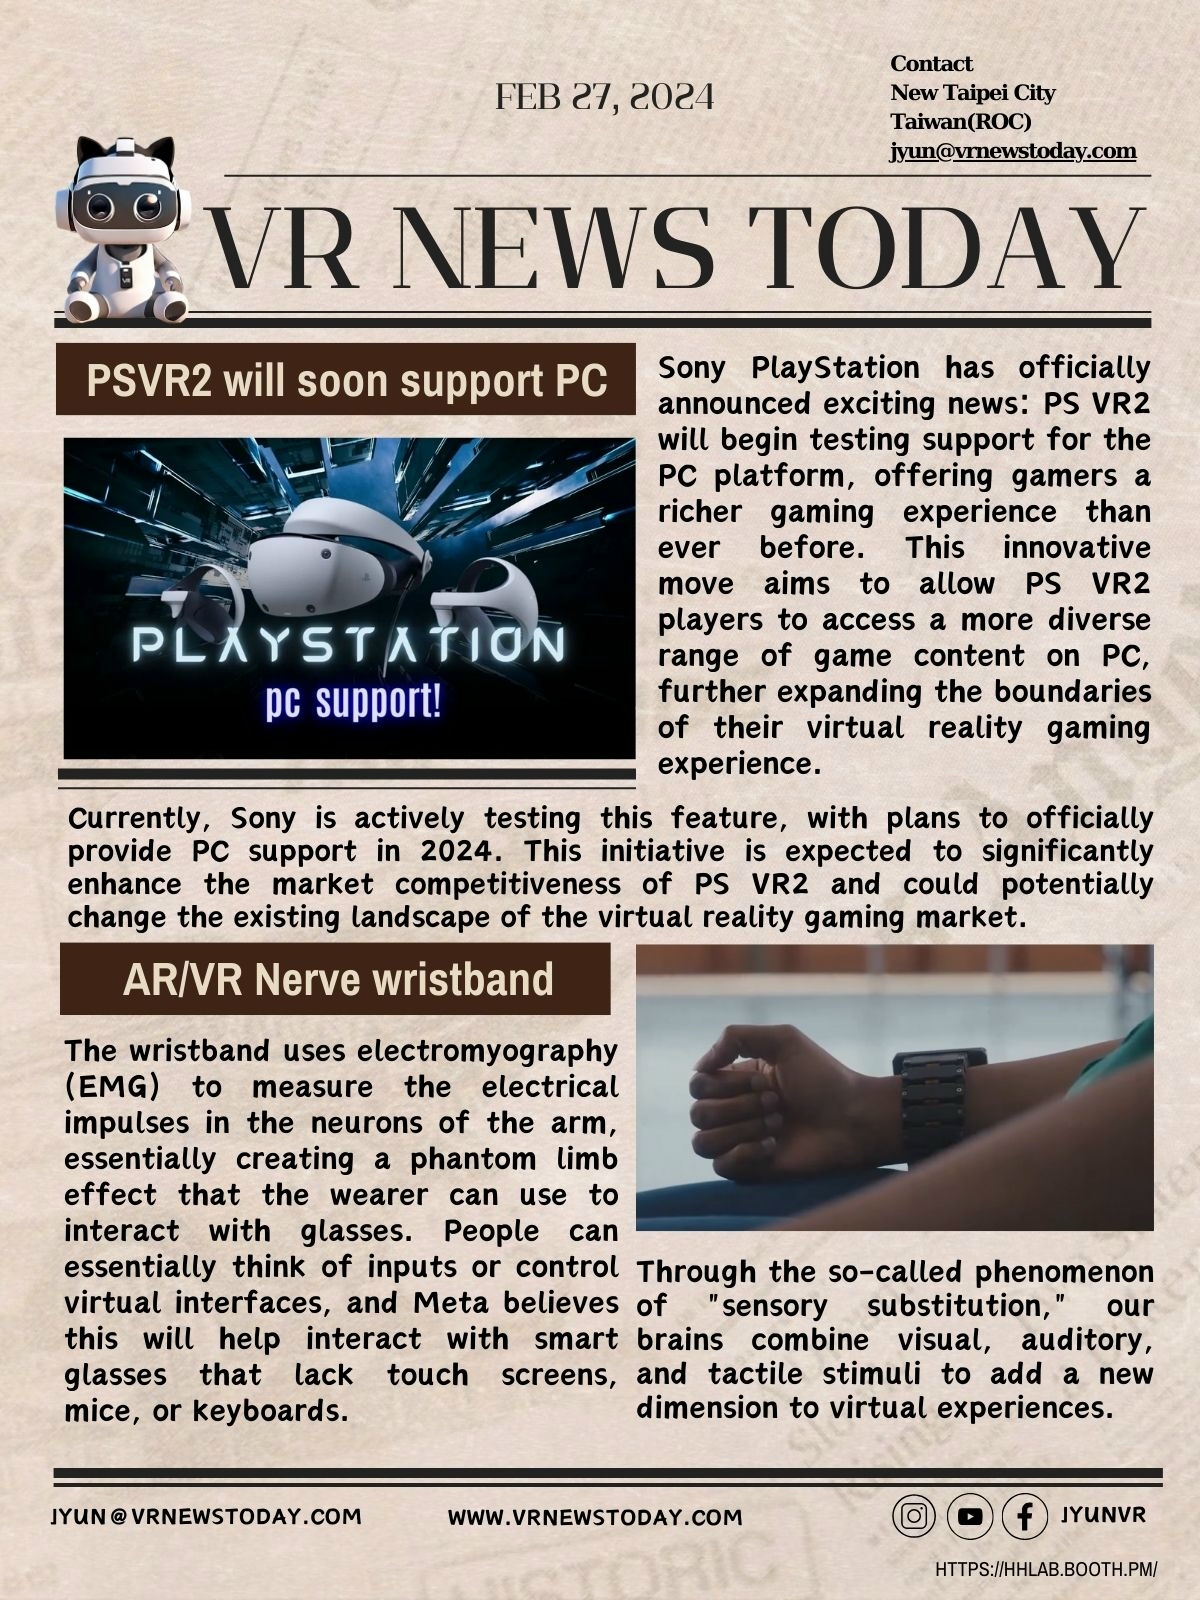 FEB 27, 2024
Contact
New Taipei City
Taiwan(ROC)
jyun@vrnewstoday.com
VR NEWS TODAY
PSVR2 will soon support PC
PLAYSTATION
pc support!
Sony PlayStation has officially
announced exciting news: PS VR2
will begin testing support for the
PC platform, offering gamers a
richer gaming experience than
ever before. This innovative
move aims to allow PS VR2
players to access a more diverse
range of game content on PC,
further expanding the boundaries
of their virtual reality gaming
experience.
Currently, Sony is actively testing this feature, with plans to officially
provide PC support in 2024. This initiative is expected to significantly
enhance the market competitiveness of PS VR2 and could potentially
change the existing landscape of the virtual reality gaming market.
AR/VR Nerve wristband
The wristband uses electromyography
(EMG) to measure the electrical
impulses in the neurons of the arm,
essentially creating a phantom limb
effect that the wearer can use to
interact with glasses. People can
essentially think of inputs or control
virtual interfaces, and Meta believes
this will help interact with smart
glasses that lack touch screens,
mice, or keyboards.
Through the so-called phenomenon
of "sensory substitution," our
brains combine visual, auditory,
and tactile stimuli to add a new
dimension to virtual experiences.
JYUN@VRNEWSTODAY.COM
WWW.VRNEWSTODAY.COM
JYUNVR
HTTPS://HHLAB.BOOTH.PM/